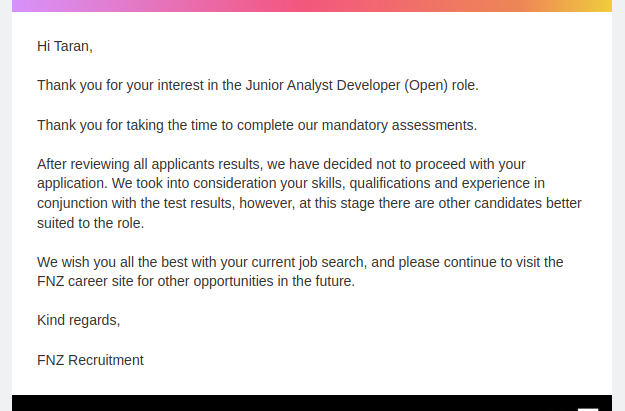 Hi Taran,
Thank you for your interest in the Junior Analyst Developer (Open) role.
Thank you for taking the time to complete our mandatory assessments.
After reviewing all applicants results, we have decided not to proceed with your
application. We took into consideration your skills, qualifications and experience in
conjunction with the test results, however, at this stage there are other candidates better
suited to the role.
We wish you all the best with your current job search, and please continue to visit the
FNZ career site for other opportunities in the future.
Kind regards,
FNZ Recruitment